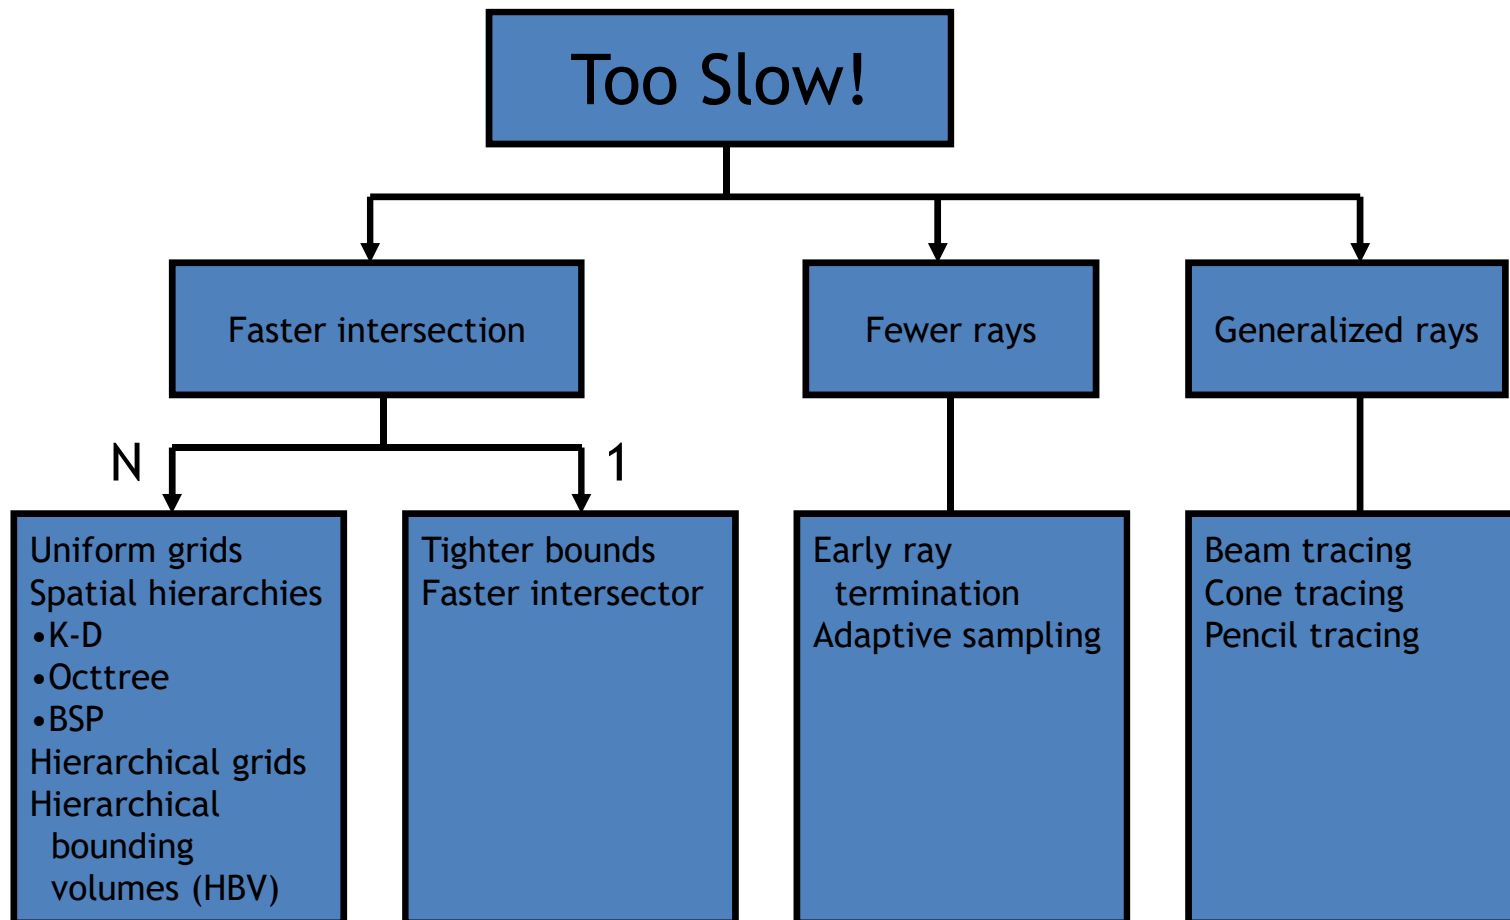 Too Slow!
Faster intersection
Fewer rays
Generalized rays
N
1
Uniform grids
Spatial hierarchies
•K-D
•Octtree
•BSP
Hierarchical grids
Hierarchical
bounding
volumes (HBV)
Tighter bounds
Faster intersector
Early ray
termination
Adaptive sampling
Beam tracing
Cone tracing
Pencil tracing